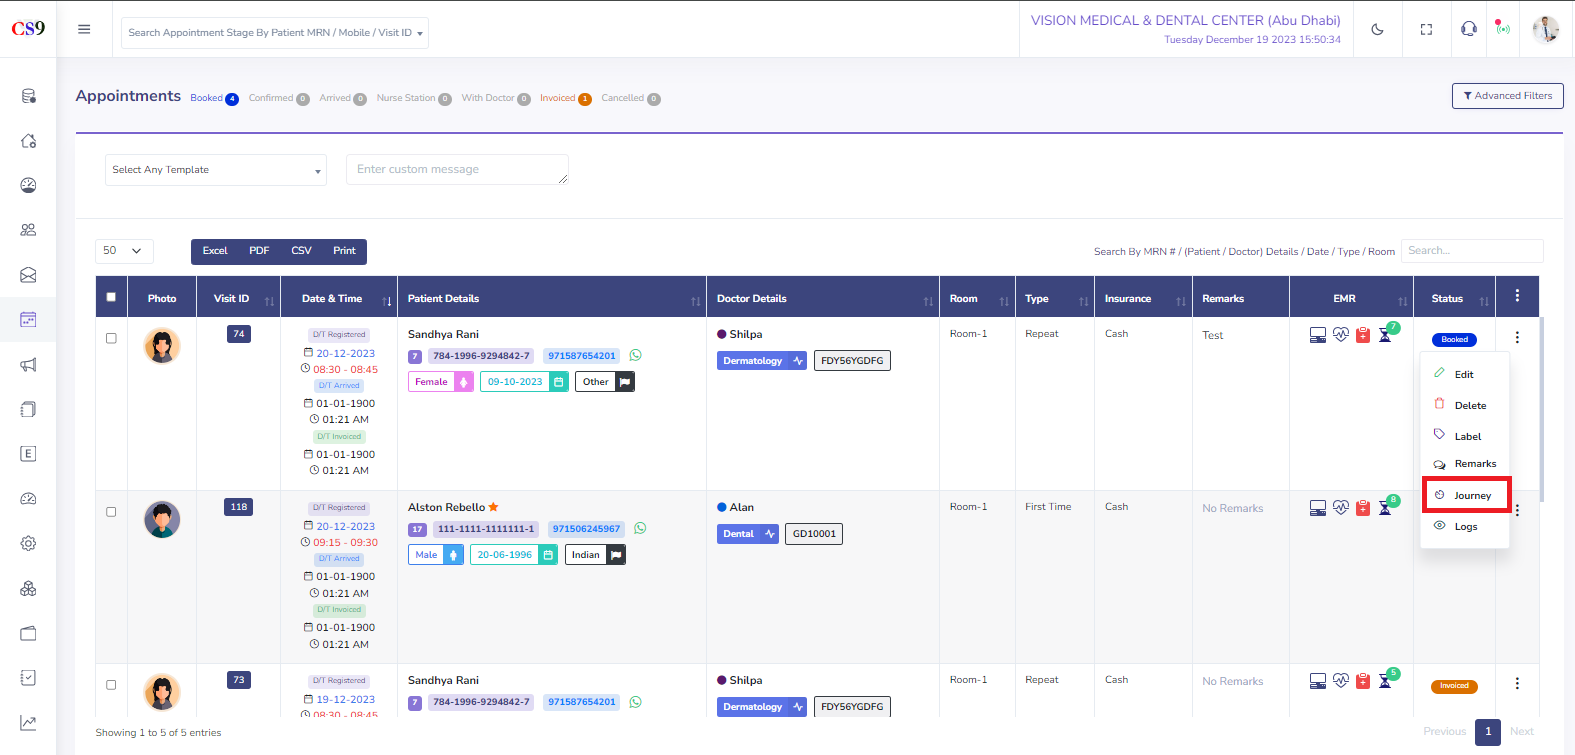 CS9
Search Appointment Stage By Patient MRN / Mobile / Visit ID
VISION MEDICAL & DENTAL CENTER (Abu Dhabi)
Tuesday December 19 2023 15:50:34
Appointments Booked 4 Confirmed 0 Arrived 0 Nurse Station 0 With Doctor 0 Invoiced 1 Cancelled 0
Advanced Filters
Select Any Template
Enter custom message
50
Excel PDF CSV Print
Search By MRN # / (Patient / Doctor) Details / Date / Type / Room
Search...
Photo Visit ID Date & Time Patient Details Doctor Details Room Type Insurance Remarks EMR Status
74
D/T Registered
20-12-2023
08:30 - 08:45
D/T Arrived
01-01-1900
01:21 AM
D/T Invoiced
01-01-1900
01:21 AM
Sandhya Rani
7 784-1996-9294842-7 971587654201
Female 09-10-2023 Other
Shilpa
Dermatology FDY56YGDFG
Room-1
Repeat
Cash
Test
7
Booked
Edit
Delete
Label
Remarks
Journey
Logs
118
D/T Registered
20-12-2023
09:15 - 09:30
D/T Arrived
01-01-1900
01:21 AM
D/T Invoiced
01-01-1900
01:21 AM
Alston Rebello
17 111-1111-1111111-1 971506245967
Male 20-06-1996 Indian
Alan
Dental GD10001
Room-1
First Time
Cash
No Remarks
8
73
D/T Registered
19-12-2023
08:30 - 08:45
Sandhya Rani
7 784-1996-9294842-7 971587654201
Shilpa
Dermatology FDY56YGDFG
Room-1
Repeat
Cash
No Remarks
5
Invoiced
Showing 1 to 5 of 5 entries
Previous 1 Next
E